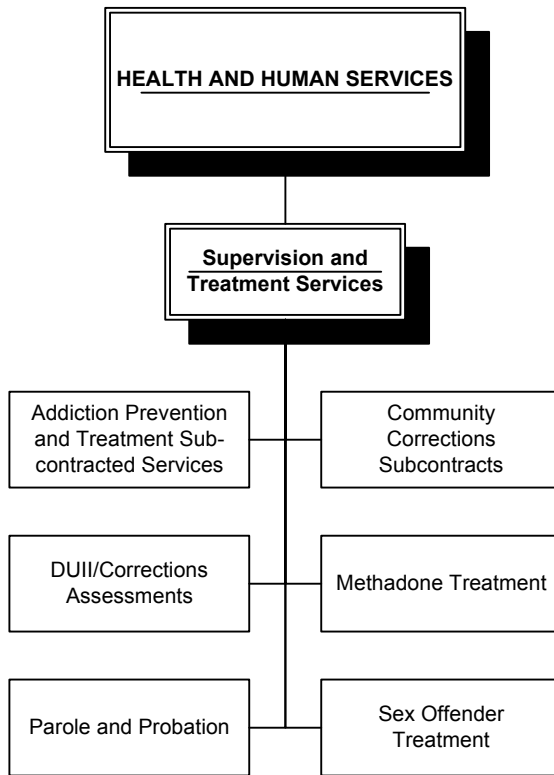 HEALTH AND HUMAN SERVICES
Supervision and
Treatment Services
Addiction Prevention
and Treatment Sub-
contracted Services
Community
Corrections
Subcontracts
DUII/Corrections
Assessments
Methadone Treatment
Parole and Probation
Sex Offender
Treatment